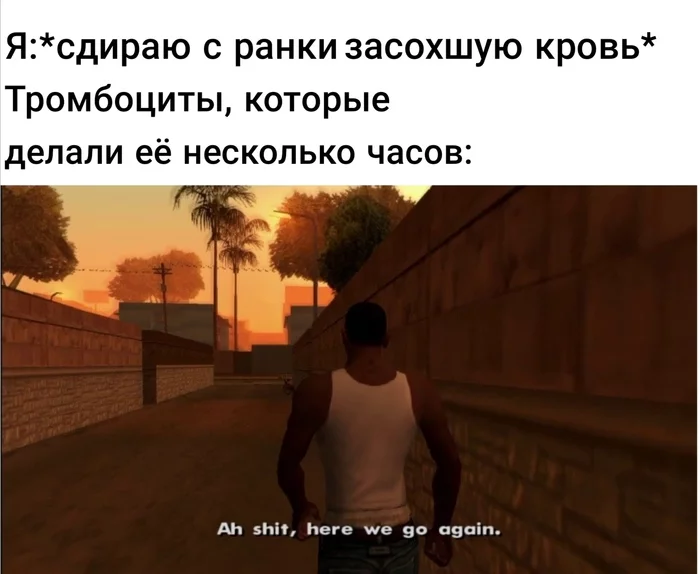 Я:*сдираю с ранки засохшую кровь*
Тромбоциты, которые
делали её несколько часов:
Ah shit, here we go again.